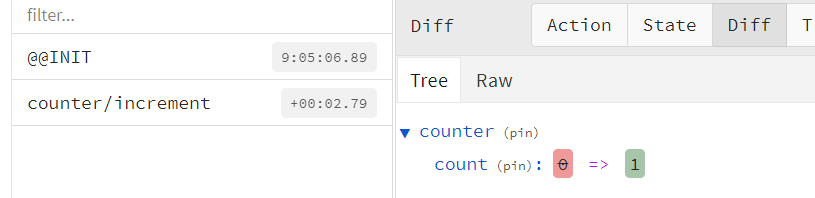 filter...
@@INIT 9:05:06.89
counter/increment +00:02.79
Diff Action State Diff
Tree Raw
▼ counter (pin)
count (pin): 0 => 1